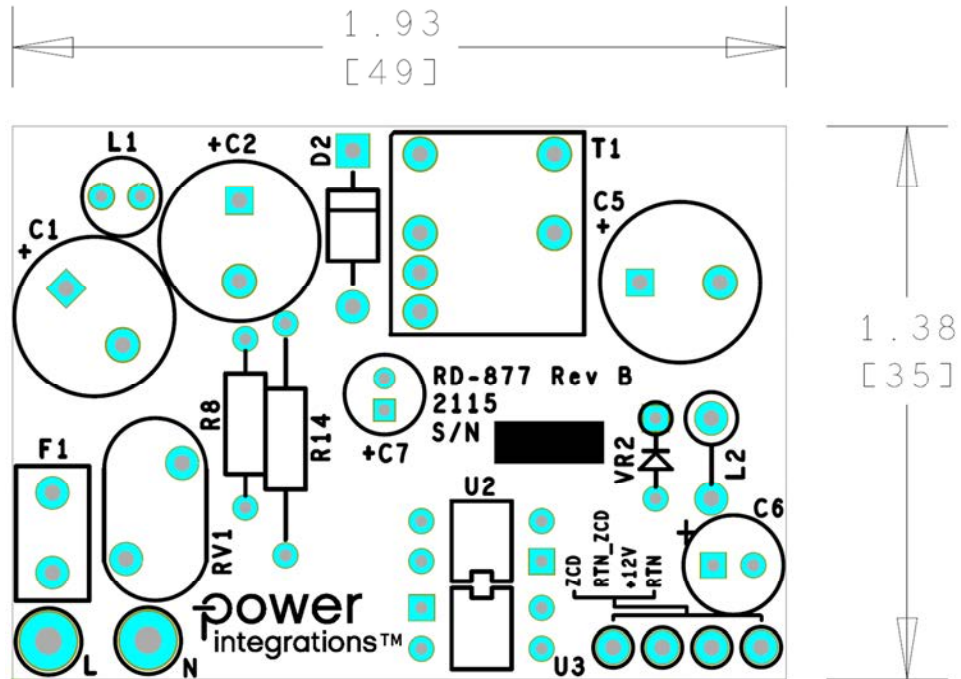 1.93
[49]
L1
+C2
D2
T1
C5
+
+C1
1.38
[35]
RD-877 Rev B
2115
S/N
+C7
R8
R14
F1
RV1
U2
VR2
L2
C6
+
ZCD
RTN_ZCD
+12V
RTN
power
integrations™
L
N
U3